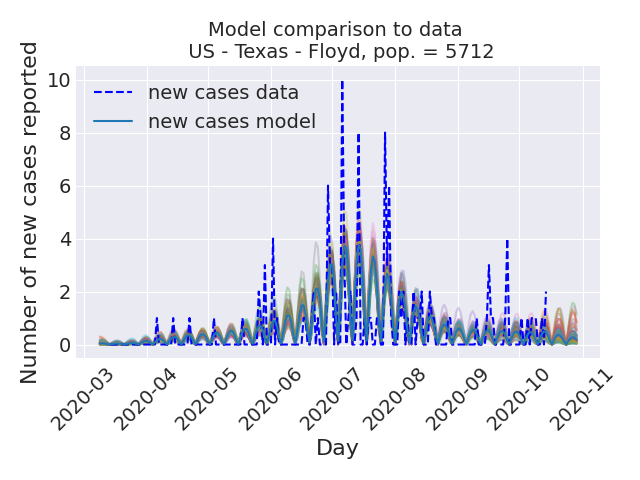 Model comparison to data
US - Texas - Floyd, pop. = 5712
Number of new cases reported
10
8
6
4
2
0
new cases data
new cases model
2020-03
2020-04
2020-05
2020-06
2020-07
2020-08
2020-09
2020-10
2020-11
Day